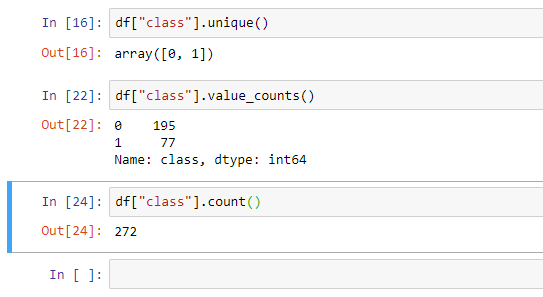 In [16]: df["class"].unique()
Out[16]: array([0, 1])
In [22]: df["class"].value_counts()
Out[22]: 0    195
1     77
Name: class, dtype: int64
In [24]: df["class"].count()
Out[24]: 272
In [ ]: